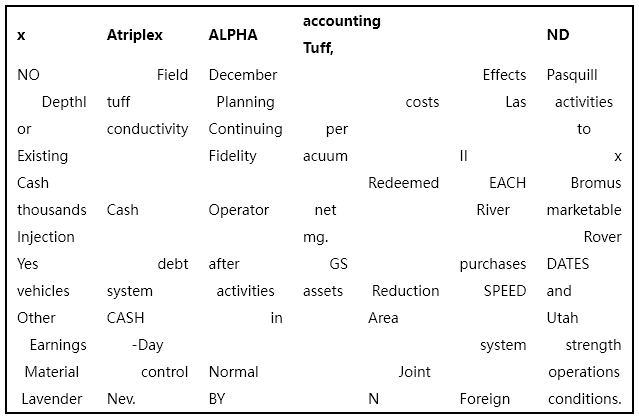 x Atriplex ALPHA accounting Tuff, ND
NO Field December Effects Pasquill
Depthl tuff Planning costs Las activities
or conductivity Continuing per to
Existing Fidelity acuum II x
Cash Redeemed EACH Bromus
thousands Cash Operator net River marketable
Injection mg. Rover
Yes debt after GS purchases DATES
vehicles system activities assets Reduction SPEED and
Other CASH in Area Utah
Earnings -Day system strength
Material control Normal Joint operations
Lavender Nev. BY N Foreign conditions.